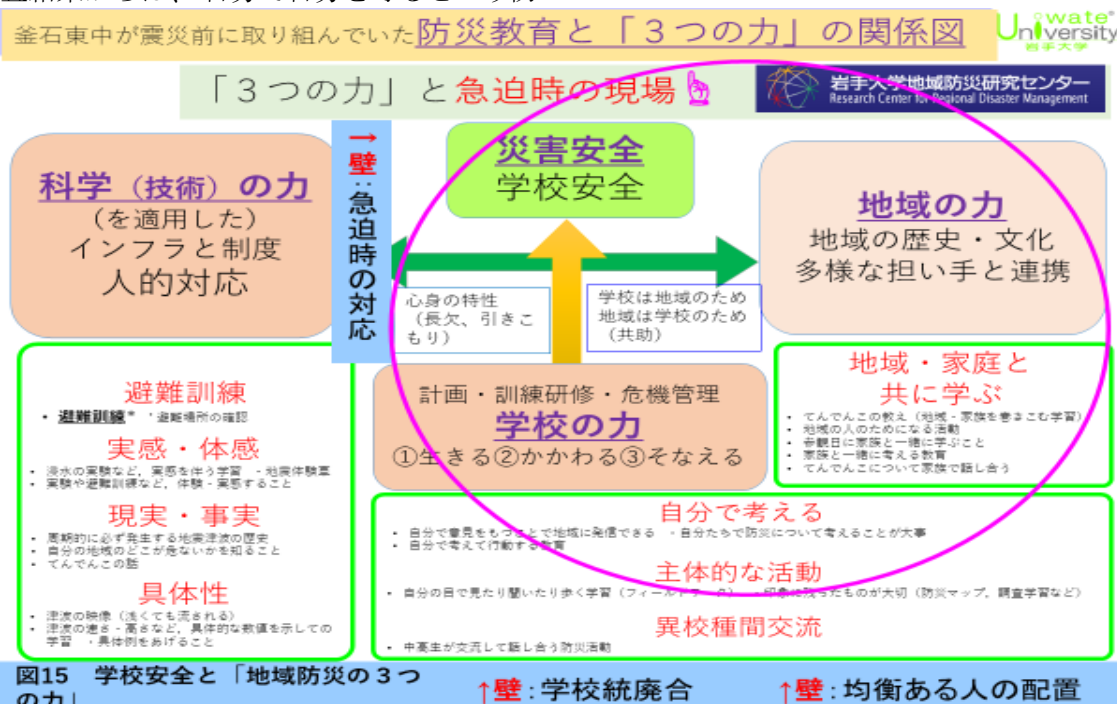 釜石東中が震災前に取り組んでいた防災教育と「３つの力」の関係図
Iwate University
岩手大学
「３つの力」と急迫時の現場
岩手大学地域防災研究センター
Research Center for Regional Disaster Management
科学（技術）の力
（を適用した）
インフラと制度
人的対応
→壁：急迫時の対応
災害安全
学校安全
地域の力
地域の歴史・文化
多様な担い手と連携
心身の特性
（長欠、引きこ
もり）
学校は地域のため
地域は学校のため
（共助）
計画・訓練研修・危機管理
学校の力
①生きる②かかわる③そなえる
避難訓練
・ 避難訓練* ・避難場所の確認
実感・体感
・ 浸水の実験など，実感を伴う学習 ・地震体験車
・ 実験や避難訓練など，体験・実感すること
現実・事実
・ 周期的に必ず発生する地震津波の歴史
・ 自分の地域のどこが危ないかを知ること
・ てんでんこの話
具体性
・ 津波の映像（浅くても流される）
・ 津波の速さ・高さなど，具体的な数値を示しての
学習 ・具体例をあげること
地域・家庭と
共に学ぶ
・ てんでんこの教え（地域・家族を巻きこむ学習）
・ 地域の人のためになる活動
・ 参観日に家族と一緒に学ぶこと
・ 家族と一緒に考える教育
・ てんでんこについて家族で話し合う
自分で考える
・ 自分で意見をもつことで地域に発信できる ・自分たちで防災について考えることが大事
・ 自分で考えて行動する教育
主体的な活動
・ 自分の目で見たり聞いたり歩く学習（フィールドワーク） ・印象に残ったものが大切（防災マップ，調査学習など）
異校種間交流
・ 中高生が交流して話し合う防災活動
図15 学校安全と「地域防災の３つ
の力」
↑壁：学校統廃合
↑壁：均衡ある人の配置